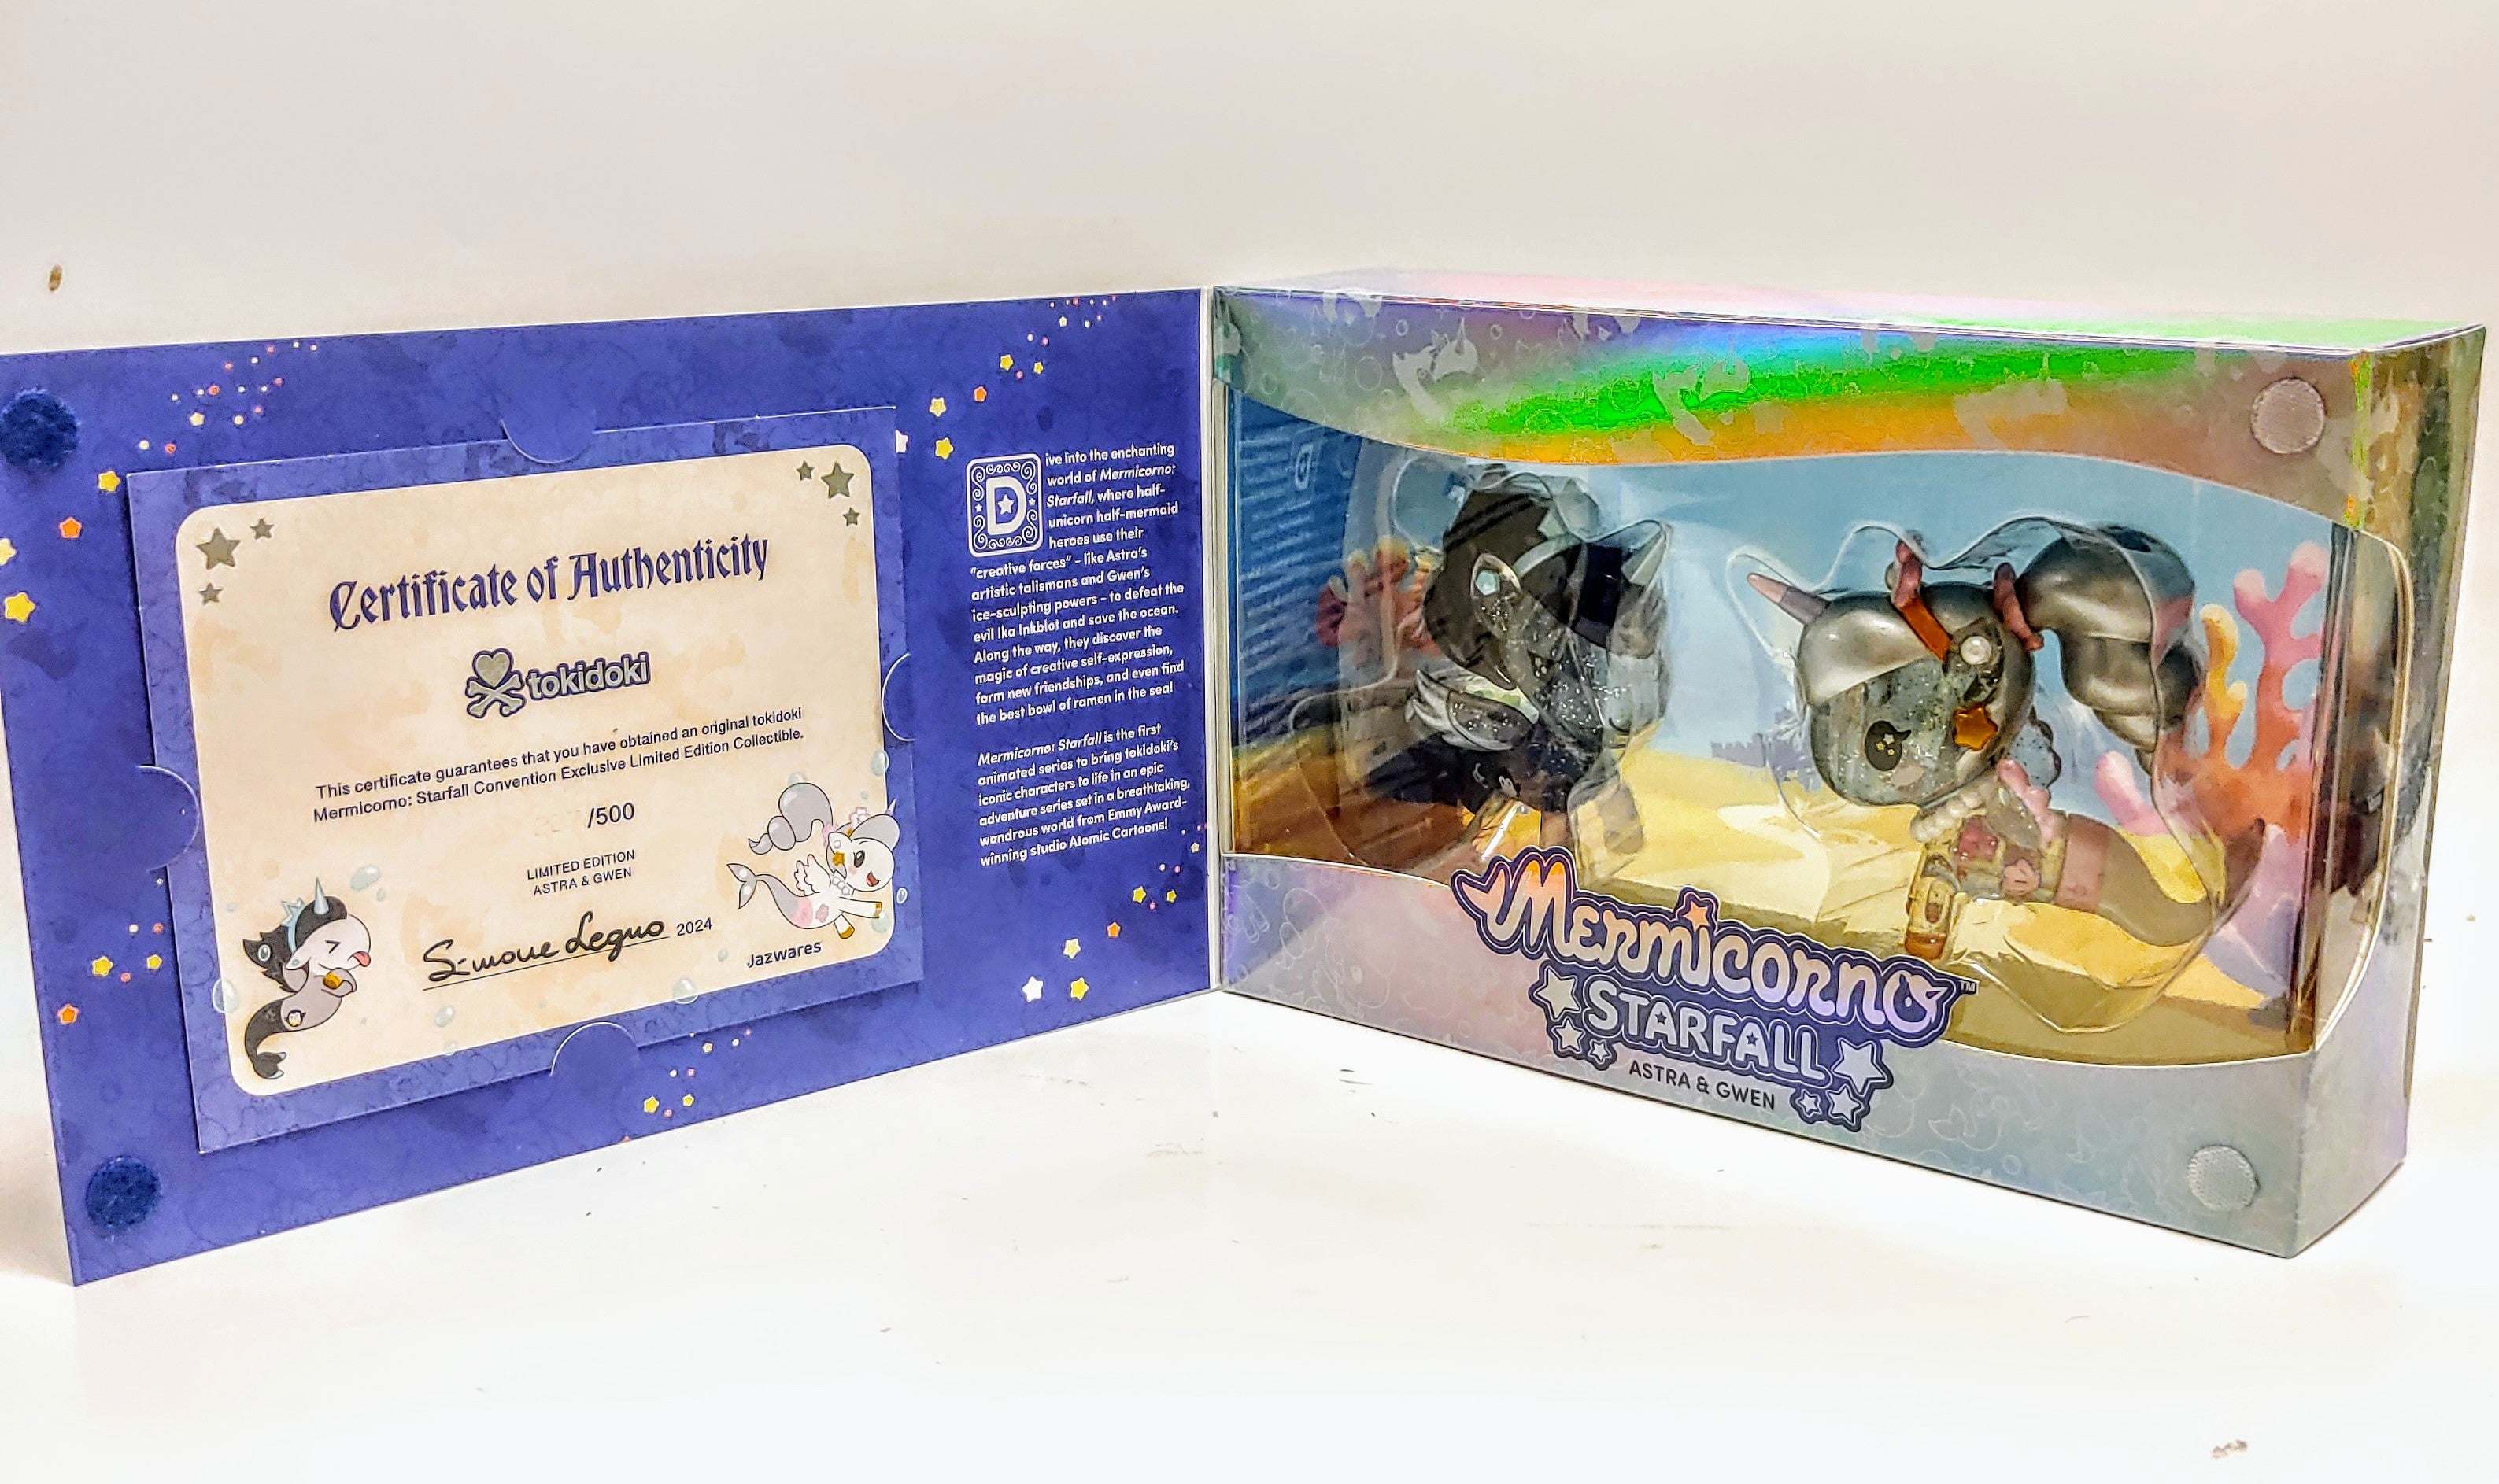 Certificate of Authenticity
tokidoki
This certificate guarantees that you have obtained an original tokidoki
Mermicorno: Starfall Convention Exclusive Limited Edition Collectible.
/500
LIMITED EDITION
ASTRA & GWEN
Simone Legno 2024
Jazwares
Dive into the enchanting
world of Mermicorno:
Starfall, where half-
unicorn half-mermaid
heroes use their
"creative forces" – like Astra's
artistic talismans and Gwen's
ice-sculpting powers – to defeat the
evil Ika Inkblot and save the ocean.
Along the way, they discover the
magic of creative self-expression,
form new friendships, and even find
the best bowl of ramen in the sea!
Mermicorno: Starfall is the first
animated series to bring tokidoki's
iconic characters to life in an epic
adventure series set in a breathtaking,
wondrous world from Emmy Award-
winning studio Atomic Cartoons!
MERMICORNO™
STARFALL
ASTRA & GWEN